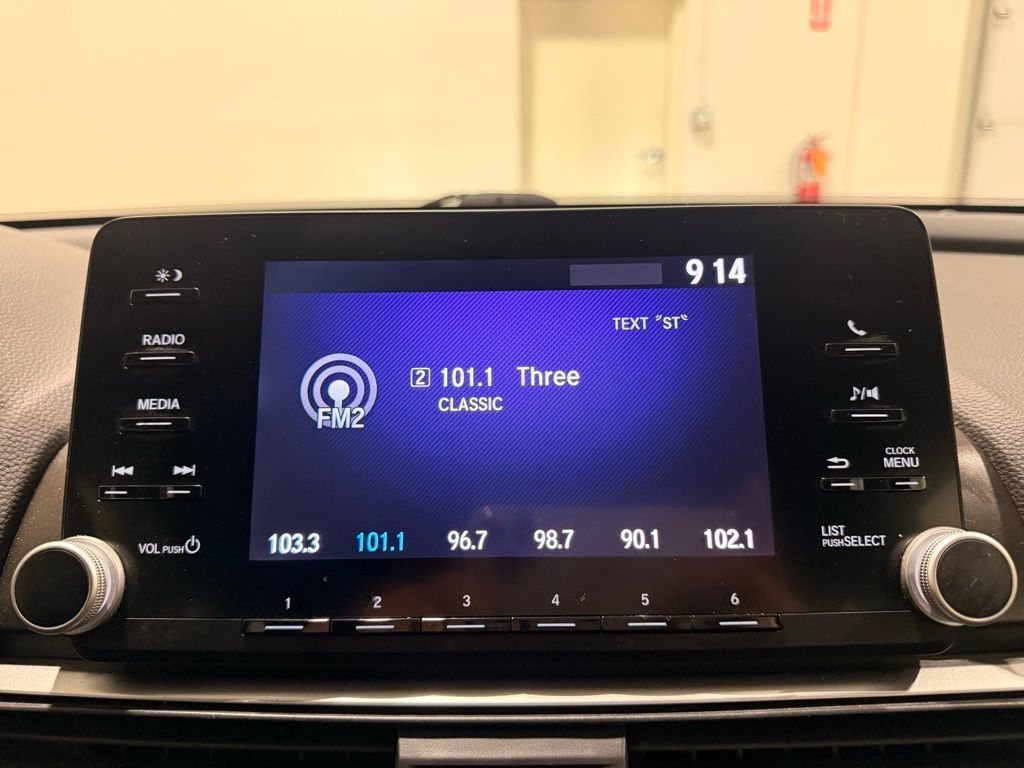 9 14
TEXT "ST"
2 101.1 Three
CLASSIC
FM2
103.3 101.1 96.7 98.7 90.1 102.1
RADIO
MEDIA
VOL PUSH
1 2 3 4 5 6
CLOCK
MENU
LIST
PUSH SELECT